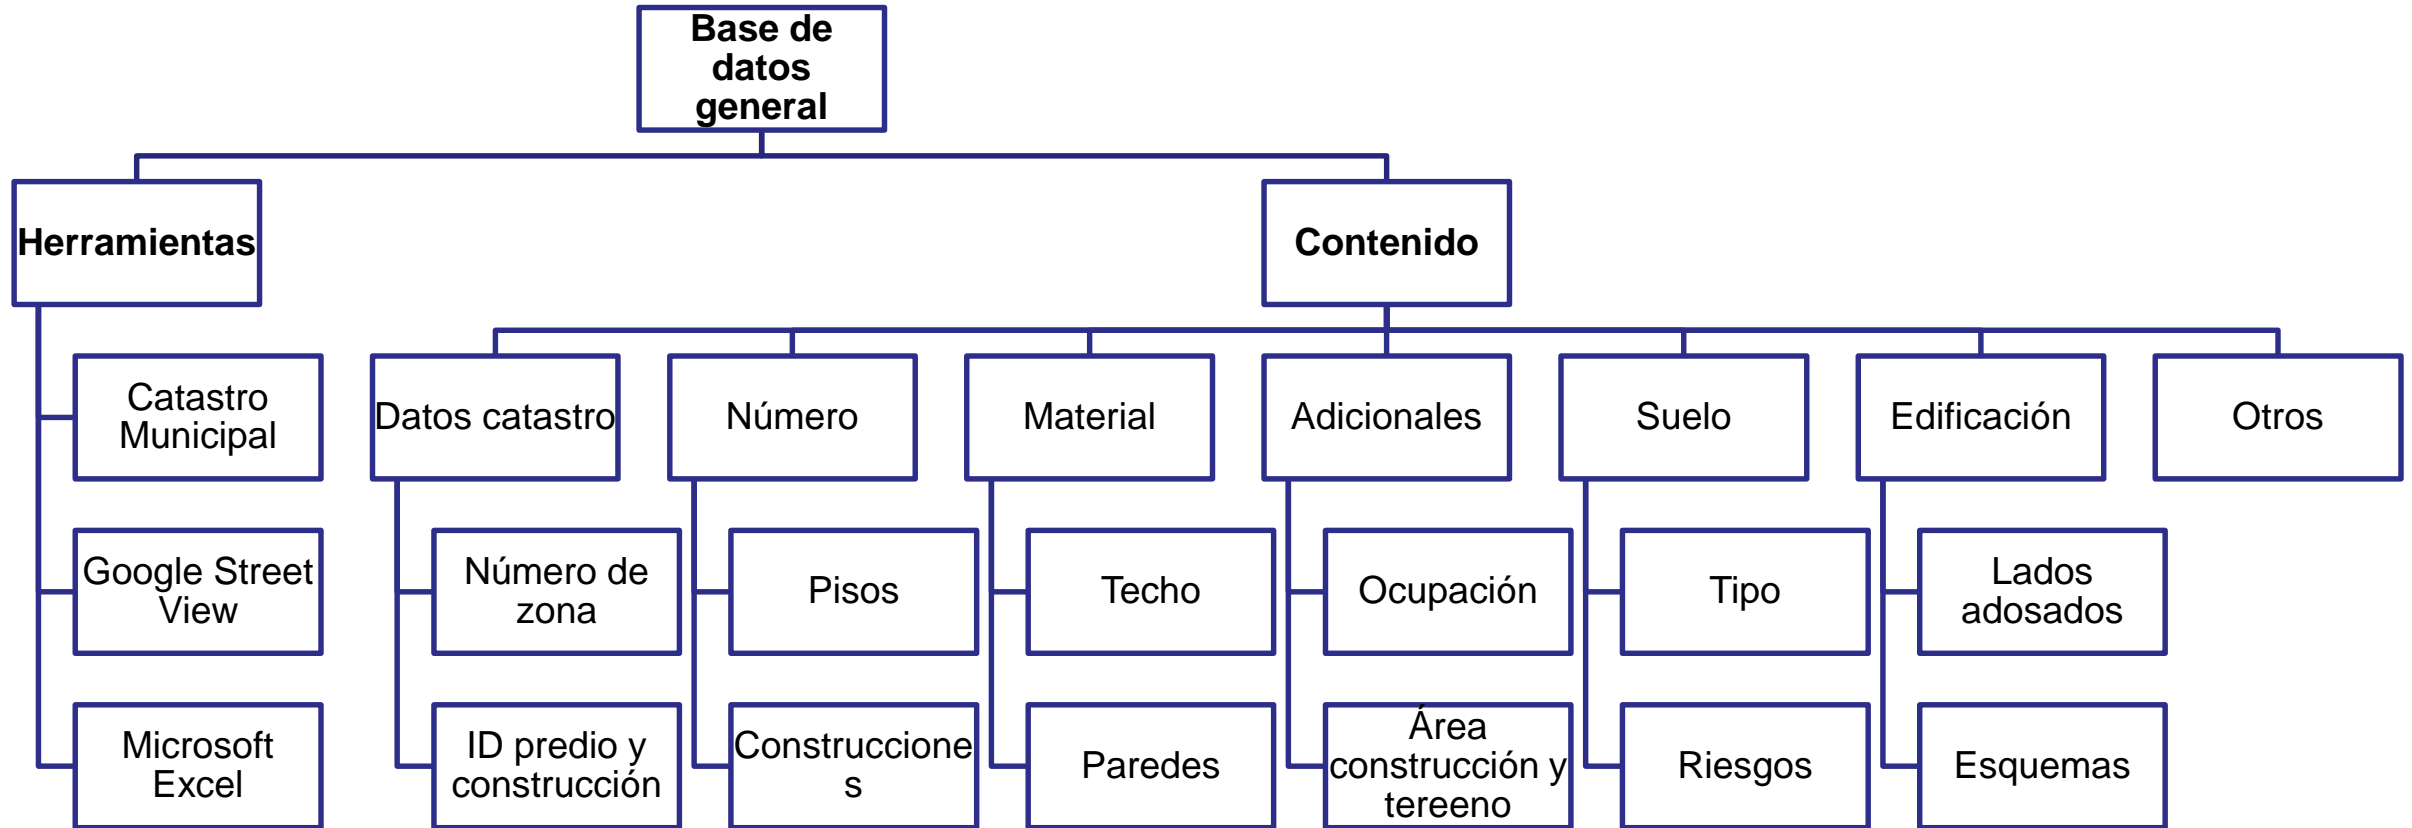 Base de
datos
general
Herramientas
Contenido
Catastro
Municipal
Datos catastro
Número
Material
Adicionales
Suelo
Edificación
Otros
Google Street
View
Número de
zona
Pisos
Techo
Ocupación
Tipo
Lados
adosados
Microsoft
Excel
ID predio y
construcción
Construccione
s
Paredes
Área
construcción y
tereeno
Riesgos
Esquemas